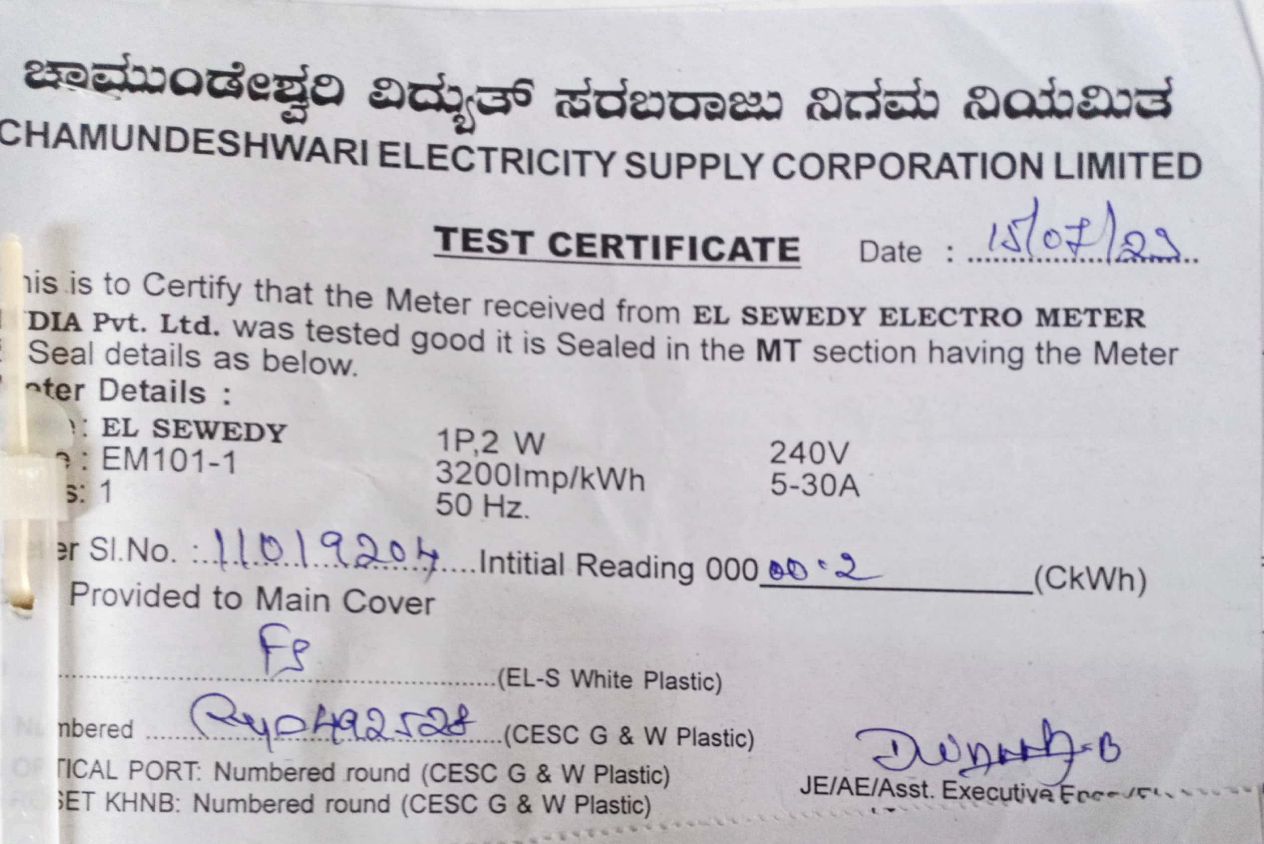 ಚಾಮುಂಡೇಶ್ವರಿ ವಿದ್ಯುತ್ ಸರಬರಾಜು ನಿಗಮ ನಿಯಮಿತ
CHAMUNDESHWARI ELECTRICITY SUPPLY CORPORATION LIMITED
TEST CERTIFICATE Date : 15/07/23
his is to Certify that the Meter received from EL SEWEDY ELECTRO METER
DIA Pvt. Ltd. was tested good it is Sealed in the MT section having the Meter
Seal details as below.
eter Details :
: EL SEWEDY 1P,2 W 240V
e : EM101-1 3200Imp/kWh 5-30A
s: 1 50 Hz.
er Sl.No. : 11019204 Intitial Reading 000 00.2 (CkWh)
Provided to Main Cover
(EL-S White Plastic)
mbered (CESC G & W Plastic)
TICAL PORT: Numbered round (CESC G & W Plastic)
SET KHNB: Numbered round (CESC G & W Plastic)
JE/AE/Asst. Executive